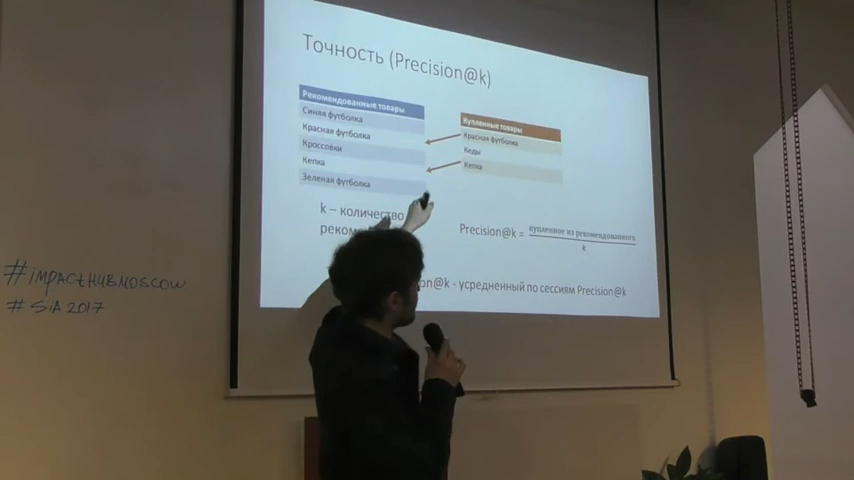 Точность (Precision@k)
Рекомендованные товары
Синяя футболка
Красная футболка
Кроссовки
Кепка
Зеленая футболка
Купленные товары
Красная футболка
Кеды
Кепка
k – количество
Precision@k = купленное из рекомендованного
k
@k - усредненный по сессиям Precision@k
#impacthubmoscow
# SiA 2017